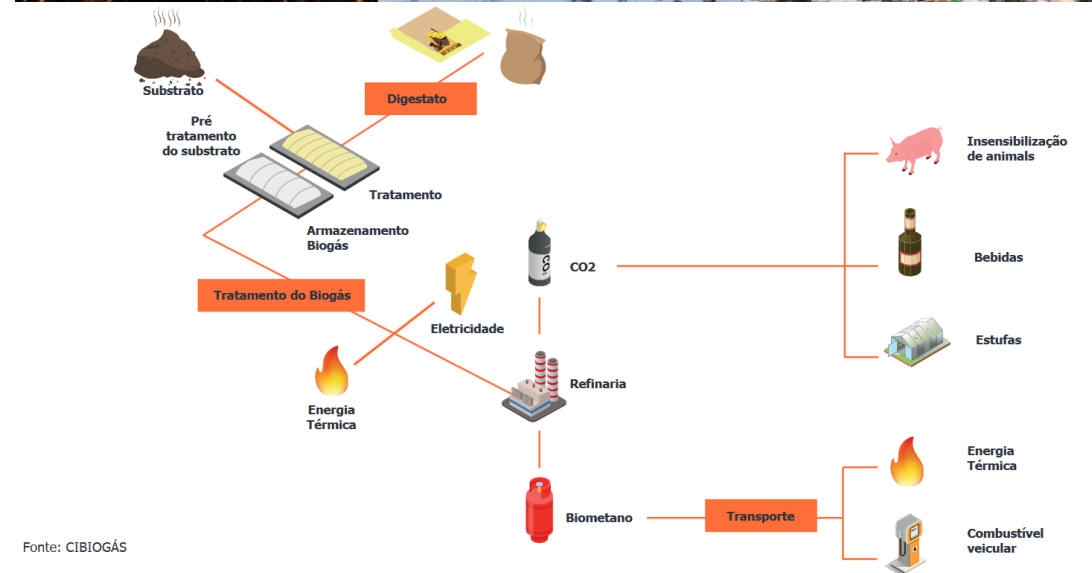 Substrato
Digestato
Pré
tratamento
do substrato
Tratamento
Armazenamento
Biogás
Tratamento do Biogás
Eletricidade
Energia
Térmica
CO
CO2
Refinaria
Biometano
Transporte
Insensibilização
de animals
Bebidas
Estufas
Energia
Térmica
Combustível
veicular
Fonte: CIBIOGÁS